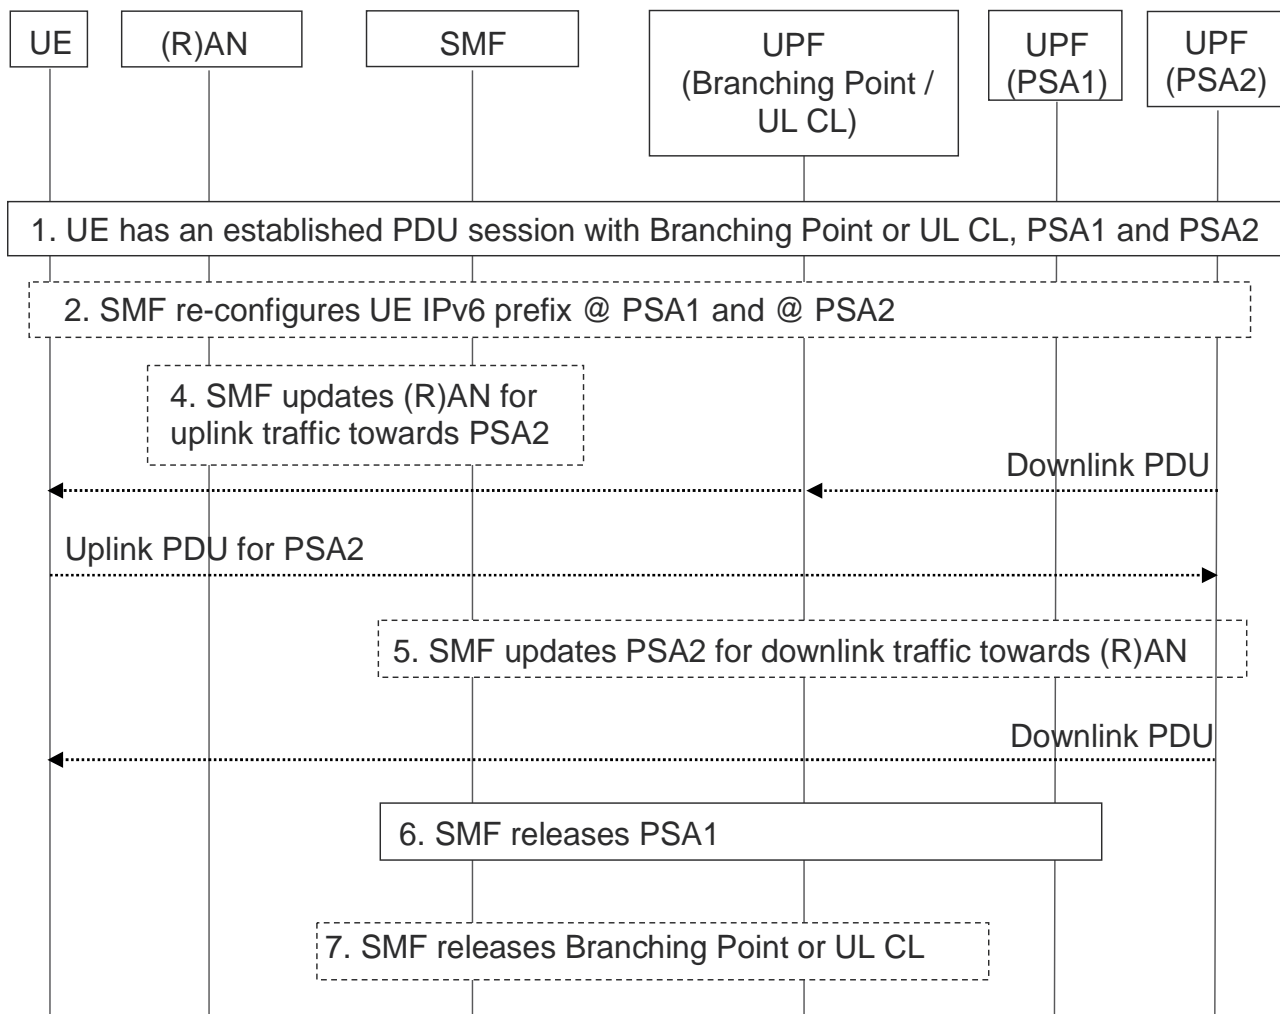 UE
(R)AN
SMF
UPF
(Branching Point /
UL CL)
UPF
(PSA1)
UPF
(PSA2)
1. UE has an established PDU session with Branching Point or UL CL, PSA1 and PSA2
2. SMF re-configures UE IPv6 prefix @ PSA1 and @ PSA2
4. SMF updates (R)AN for
uplink traffic towards PSA2
Downlink PDU
Uplink PDU for PSA2
5. SMF updates PSA2 for downlink traffic towards (R)AN
Downlink PDU
6. SMF releases PSA1
7. SMF releases Branching Point or UL CL